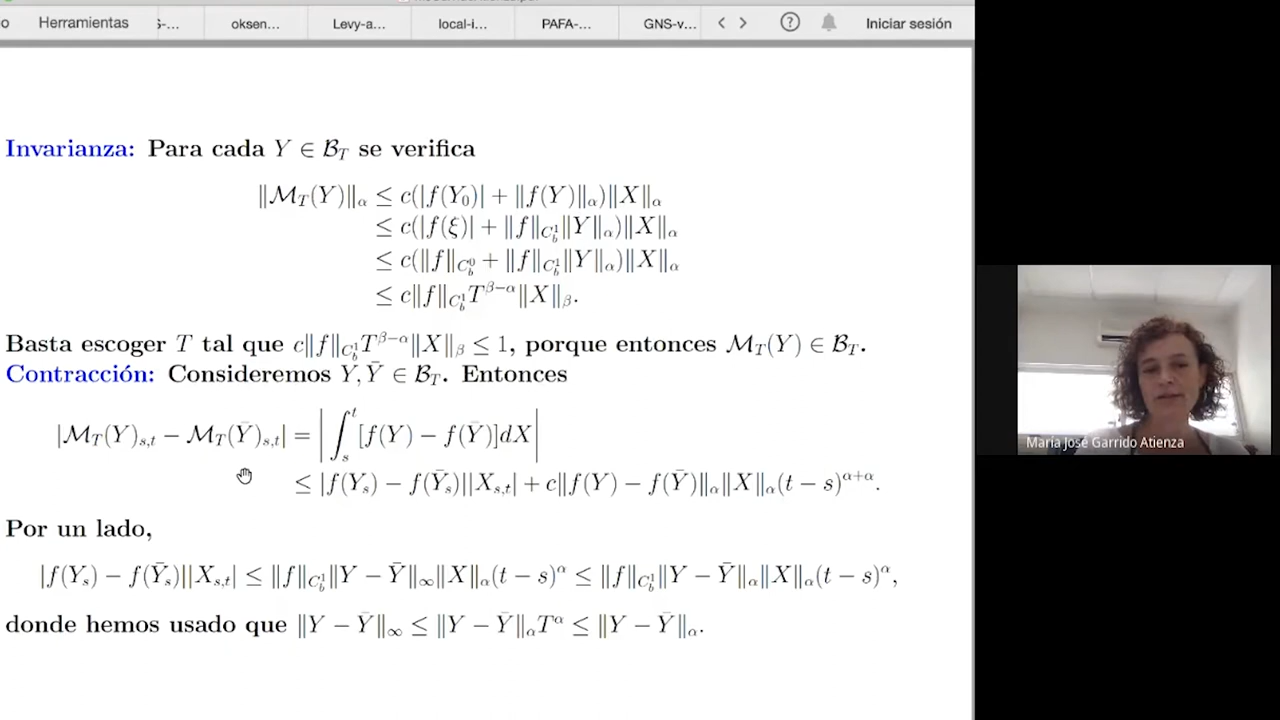 o Herramientas oksen... Levy-a... local-i... PAFA-... GNS-v... < > ? Iniciar sesión
Invarianza: Para cada Y ∈ 𝓑_T se verifica
‖𝓜_T(Y)‖_α ≤ c(|f(Y_0)| + ‖f(Y)‖_α)‖X‖_α
≤ c(|f(ξ)| + ‖f‖_{C_b^1}‖Y‖_α)‖X‖_α
≤ c(‖f‖_{C_b^0} + ‖f‖_{C_b^1}‖Y‖_α)‖X‖_α
≤ c‖f‖_{C_b^1}T^{β−α}‖X‖_β.
Basta escoger T tal que c‖f‖_{C_b^1}T^{β−α}‖X‖_β ≤ 1, porque entonces 𝓜_T(Y) ∈ 𝓑_T.
Contracción: Consideremos Y, Ȳ ∈ 𝓑_T. Entonces
|𝓜_T(Y)_{s,t} − 𝓜_T(Ȳ)_{s,t}| = |∫_s^t [f(Y) − f(Ȳ)]dX|
≤ |f(Y_s) − f(Ȳ_s)||X_{s,t}| + c‖f(Y) − f(Ȳ)‖_α‖X‖_α(t − s)^{α+α}.
Por un lado,
|f(Y_s) − f(Ȳ_s)||X_{s,t}| ≤ ‖f‖_{C_b^1}‖Y − Ȳ‖_∞‖X‖_α(t − s)^α ≤ ‖f‖_{C_b^1}‖Y − Ȳ‖_α‖X‖_α(t − s)^α,
donde hemos usado que ‖Y − Ȳ‖_∞ ≤ ‖Y − Ȳ‖_αT^α ≤ ‖Y − Ȳ‖_α.
María José Garrido Atienza